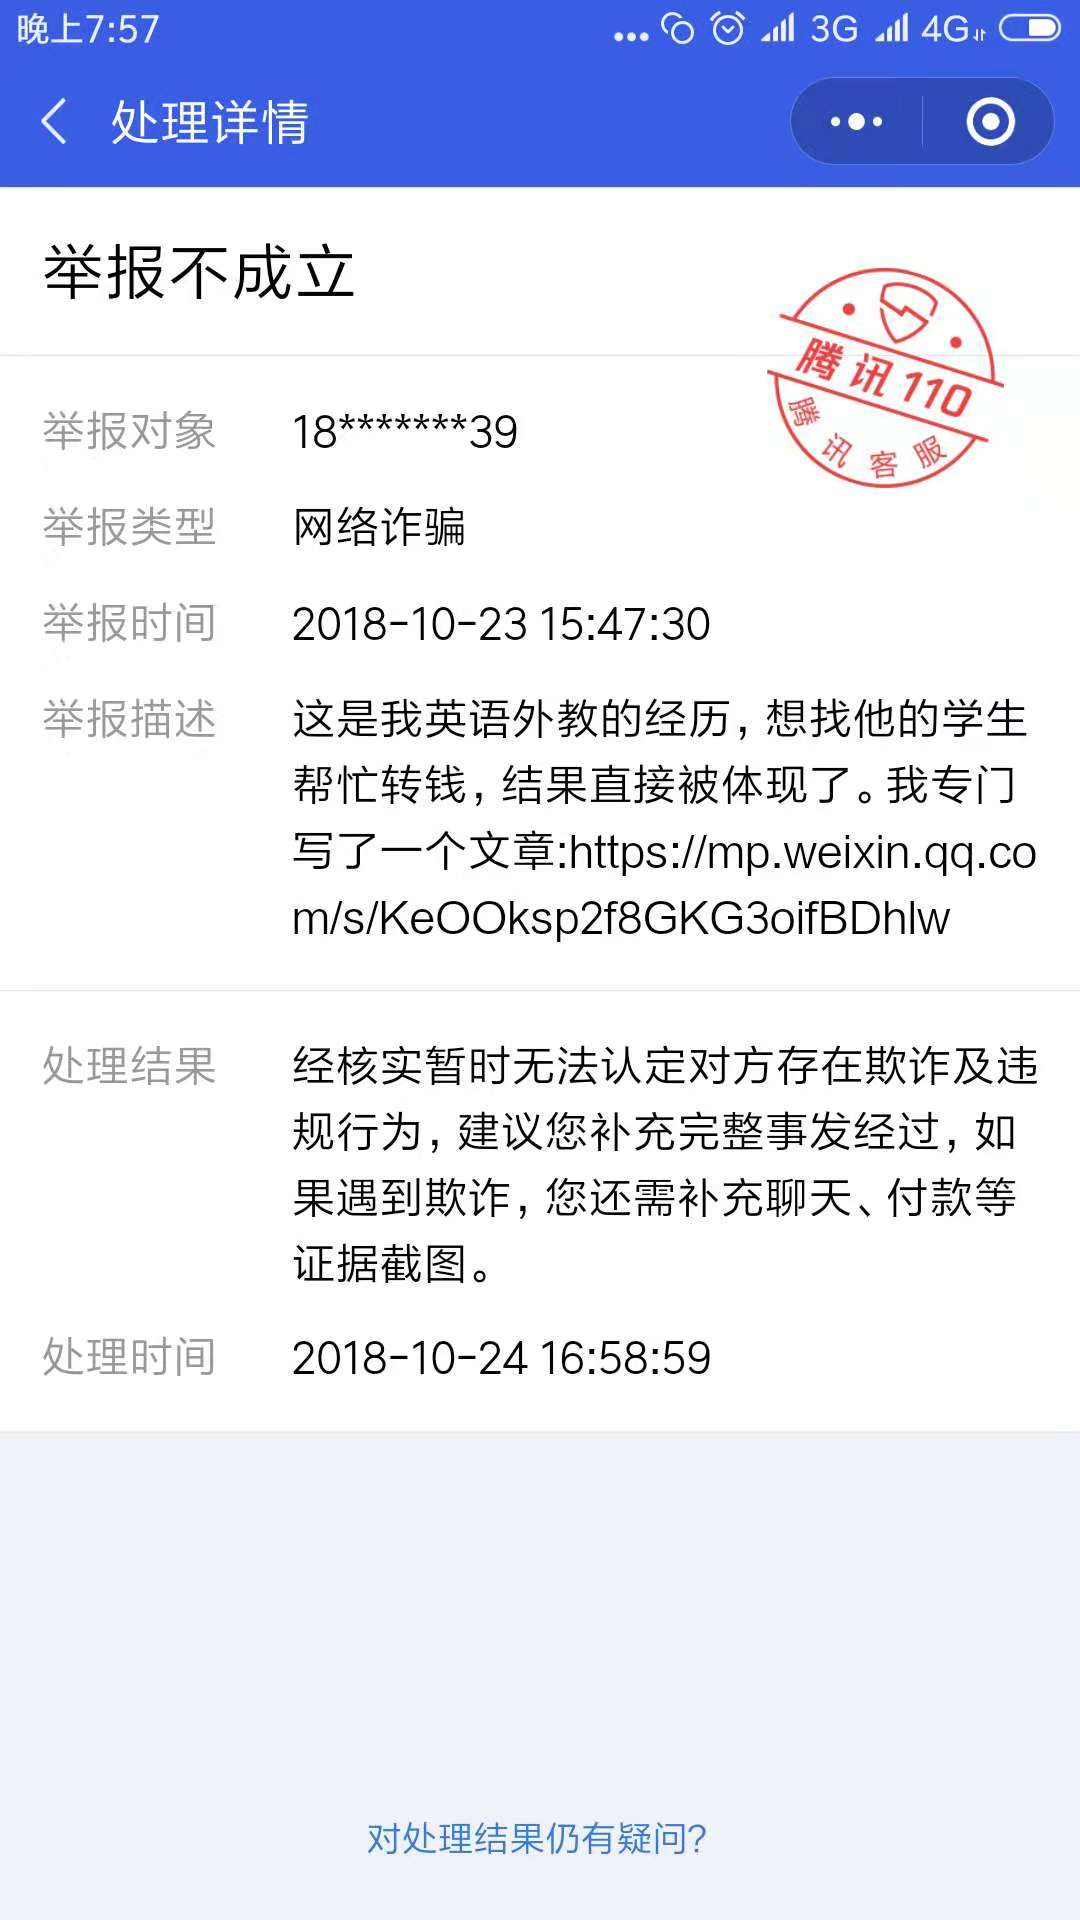 晚上7:57
... 3G 4G
处理详情
举报不成立
腾讯110
腾讯客服
举报对象 18*******39
举报类型 网络诈骗
举报时间 2018-10-23 15:47:30
举报描述 这是我英语外教的经历,想找他的学生
帮忙转钱,结果直接被体现了。我专门
写了一个文章:https://mp.weixin.qq.co
m/s/KeOOksp2f8GKG3oifBDhlw
处理结果 经核实暂时无法认定对方存在欺诈及违
规行为,建议您补充完整事发经过,如
果遇到欺诈,您还需补充聊天、付款等
证据截图。
处理时间 2018-10-24 16:58:59
对处理结果仍有疑问?